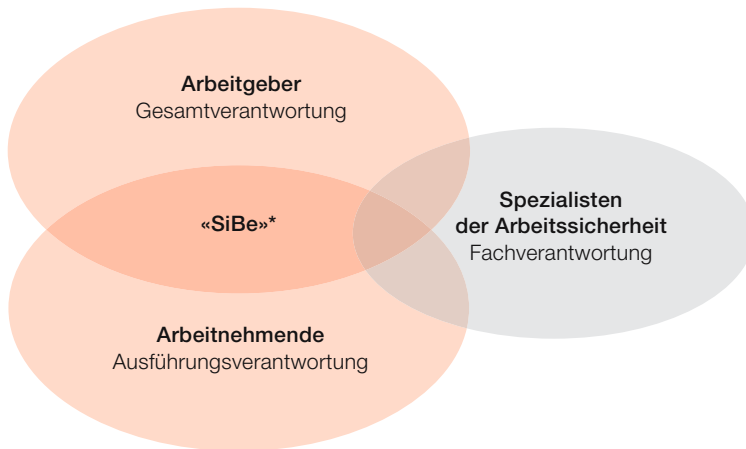 Arbeitgeber
Gesamtverantwortung
«SiBe»*
Spezialisten
der Arbeitssicherheit
Fachverantwortung
Arbeitnehmende
Ausführungsverantwortung